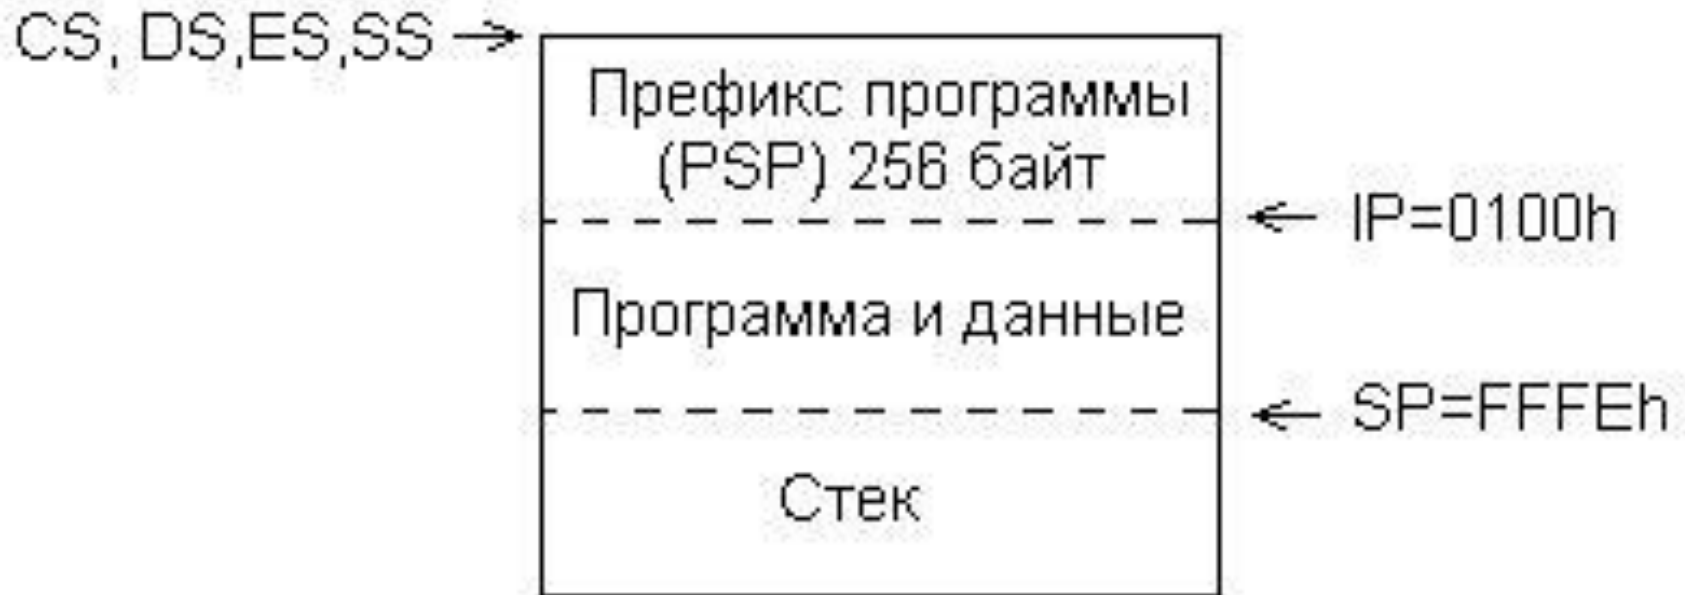 CS, DS,ES,SS
Префикс программы
(PSP) 256 байт
IP=0100h
Программа и данные
SP=FFFEh
Стек